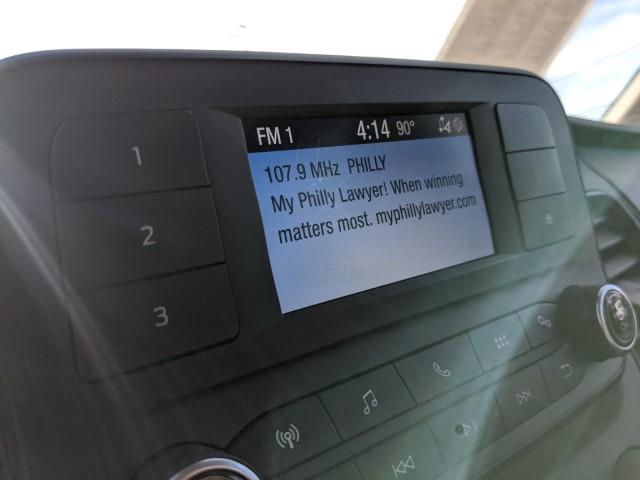 FM 1 4:14 90°
107.9 MHz PHILLY
My Philly Lawyer! When winning
matters most. myphillylawyer.com
1
2
3